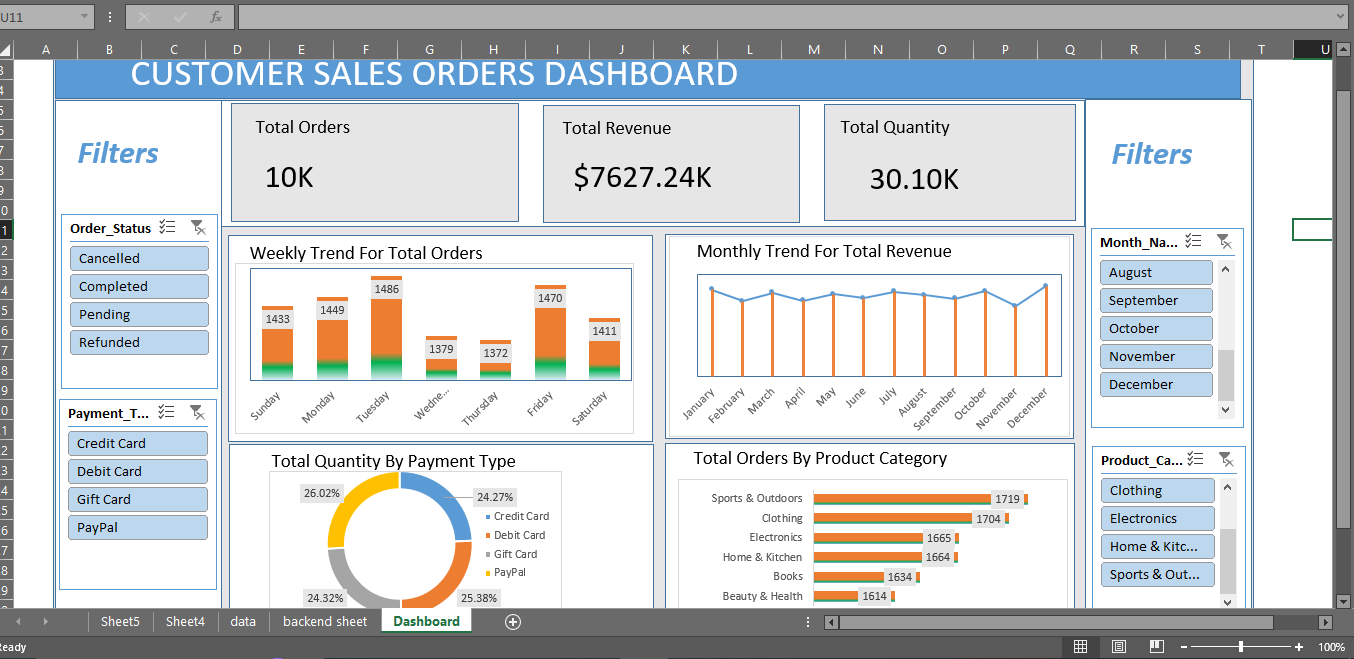 U11
fx
A B C D E F G H I J K L M N O P Q R S T U
CUSTOMER SALES ORDERS DASHBOARD
Filters
Total Orders
10K
Total Revenue
$7627.24K
Total Quantity
30.10K
Filters
Order_Status
Cancelled
Completed
Pending
Refunded
Payment_T...
Credit Card
Debit Card
Gift Card
PayPal
Weekly Trend For Total Orders
1433
1449
1486
1379
1372
1470
1411
Sunday
Monday
Tuesday
Wedne...
Thursday
Friday
Saturday
Monthly Trend For Total Revenue
January
February
March
April
May
June
July
August
September
October
November
December
Month_Na...
August
September
October
November
December
Total Quantity By Payment Type
26.02%
24.27%
24.32%
25.38%
Credit Card
Debit Card
Gift Card
PayPal
Total Orders By Product Category
Sports & Outdoors 1719
Clothing 1704
Electronics 1665
Home & Kitchen 1664
Books 1634
Beauty & Health 1614
Product_Ca...
Clothing
Electronics
Home & Kitc...
Sports & Out...
Sheet5 Sheet4 data backend sheet Dashboard
100%